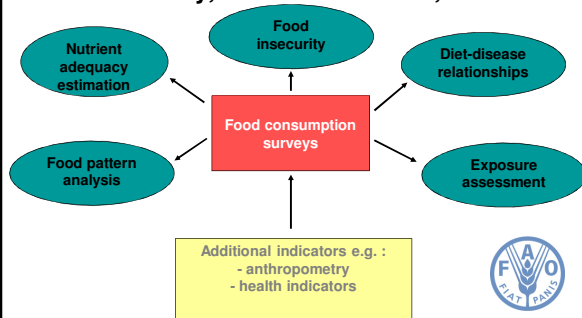 Food
insecurity
Nutrient
adequacy
estimation
Diet-disease
relationships
Food consumption
surveys
Food pattern
analysis
Exposure
assessment
Additional indicators e.g. :
- anthropometry
- health indicators
F A O
FIAT PANIS